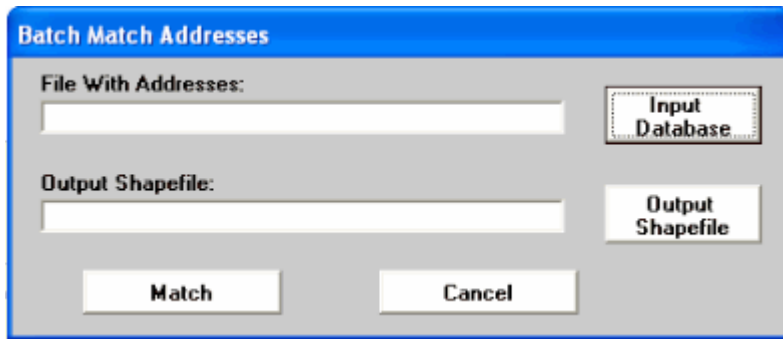 Batch Match Addresses
File With Addresses:
Input
Database
Output Shapefile:
Output
Shapefile
Match
Cancel